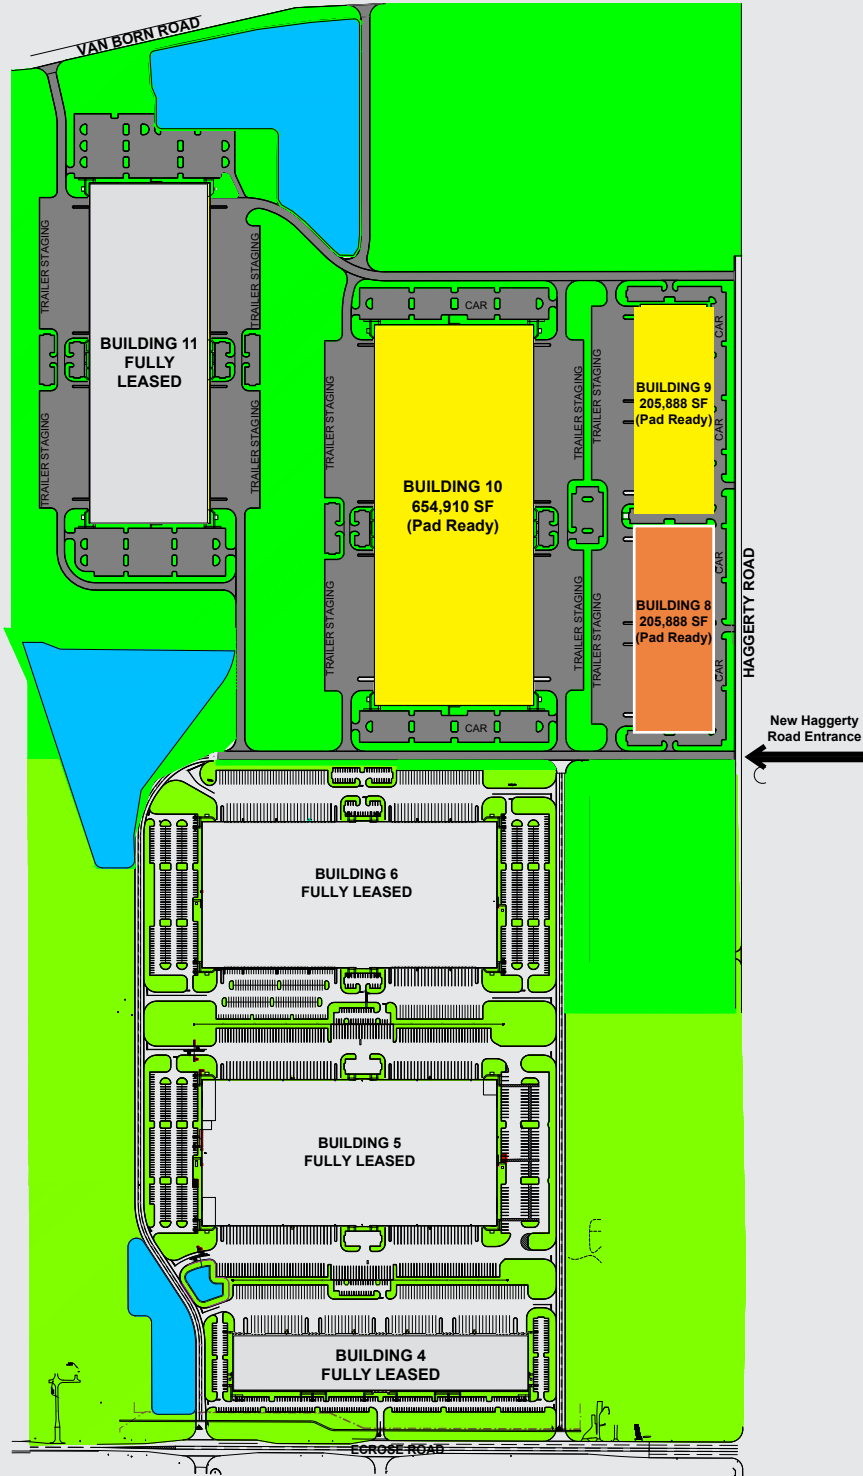 VAN BORN ROAD
TRAILER STAGING
TRAILER STAGING
CAR
CAR
BUILDING 11
FULLY
LEASED
TRAILER STAGING
TRAILER STAGING
TRAILER STAGING
BUILDING 9
205,888 SF
(Pad Ready)
TRAILER STAGING
TRAILER STAGING
CAR
BUILDING 10
654,910 SF
(Pad Ready)
CAR
HAGGERTY ROAD
TRAILER STAGING
TRAILER STAGING
TRAILER STAGING
BUILDING 8
205,888 SF
(Pad Ready)
CAR
CAR
New Haggerty
Road Entrance
BUILDING 6
FULLY LEASED
BUILDING 5
FULLY LEASED
BUILDING 4
FULLY LEASED
ECROSE ROAD